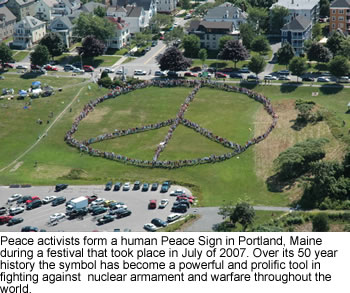 Peace activists form a human Peace Sign in Portland, Maine
during a festival that took place in July of 2007. Over its 50 year
history the symbol has become a powerful and prolific tool in
fighting against nuclear armament and warfare throughout the
world.